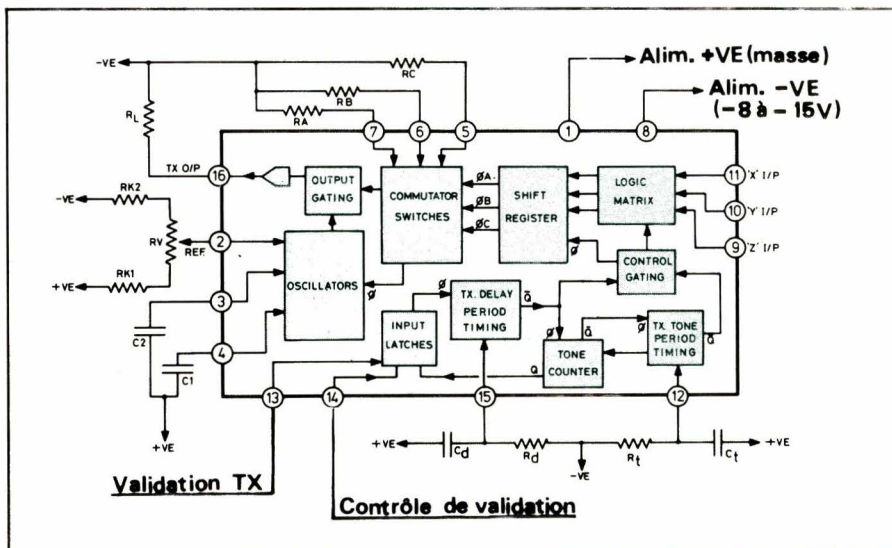 -VE
RC
RB
RA
RL
Alim. +VE (masse)
Alim. -VE
(-8 à -15V)
7
6
5
1
8
TX O/P
16
OUTPUT
GATING
COMMUTATOR
SWITCHES
ØA
ØB
ØC
SHIFT
REGISTER
LOGIC
MATRIX
11
'X' I/P
10
'Y' I/P
9
'Z' I/P
RK2
-VE
RV
REF.
2
RK1
+VE
OSCILLATORS
Ø
Ø
CONTROL
GATING
3
C2
4
C1
+VE
INPUT
LATCHES
Ø
TX. DELAY
PERIOD
TIMING
Q̄
Ø
Q
TONE
COUNTER
Q̄
Ø
TX. TONE
PERIOD
TIMING
Q̄
13
14
15
12
+VE
Cd
Rd
-VE
Rt
Ct
+VE
Validation TX
Contrôle de validation